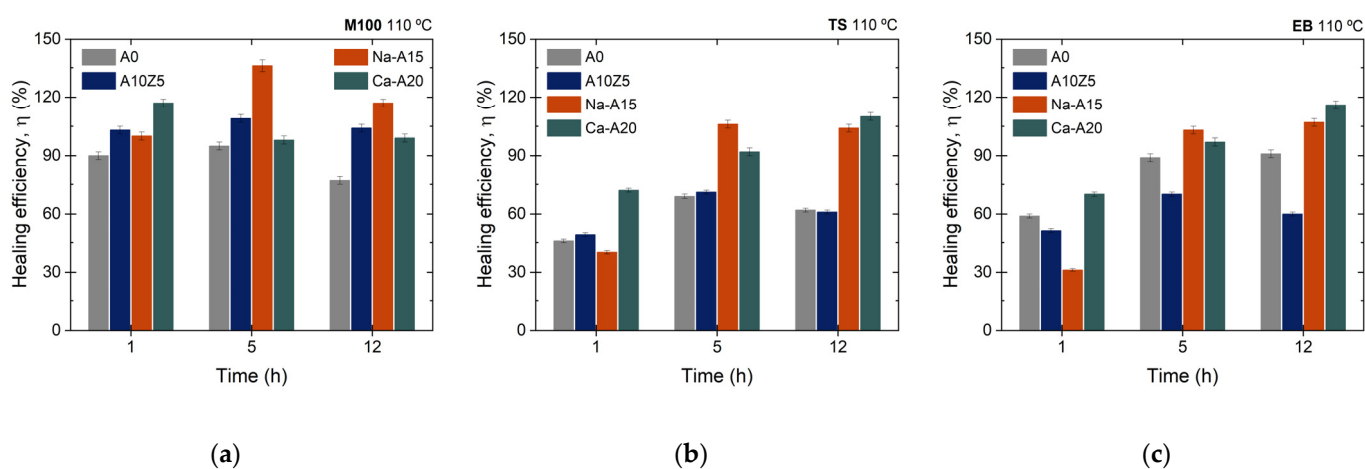 M100 110 ºC
150
120
90
60
30
0
Healing efficiency, η (%)
A0
Na-A15
A10Z5
Ca-A20
1
5
12
Time (h)
(a)
TS 110 ºC
150
120
90
60
30
0
Healing efficiency, η (%)
A0
A10Z5
Na-A15
Ca-A20
1
5
12
Time (h)
(b)
EB 110 ºC
150
120
90
60
30
0
Healing efficiency, η (%)
A0
A10Z5
Na-A15
Ca-A20
1
5
12
Time (h)
(c)